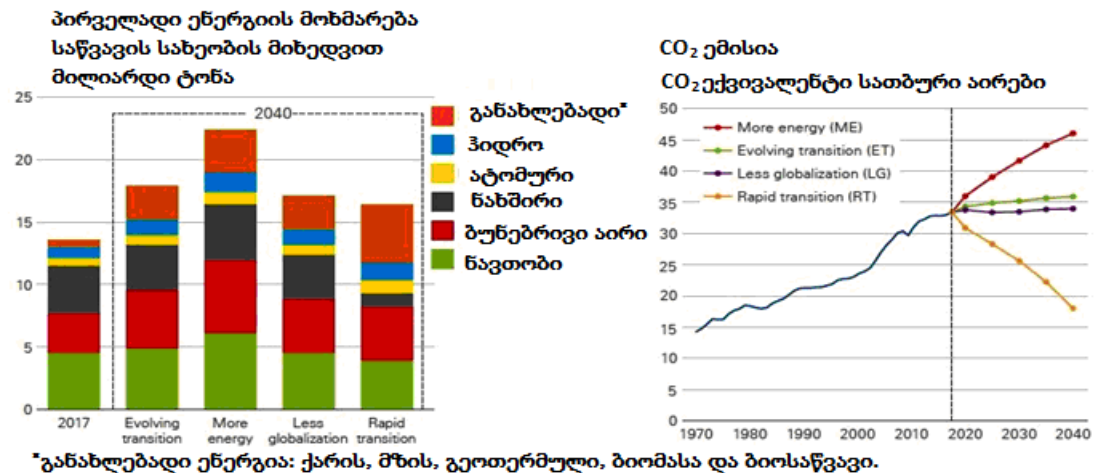 პირველადი ენერგიის მოხმარება
საწვავის სახეობის მიხედვით
მილიარდი ტონა
25
20
15
10
5
0
2040
2017
Evolving transition
More energy
Less globalization
Rapid transition
განახლებადი*
ჰიდრო
ატომური
ნახშირი
ბუნებრივი აირი
ნავთობი
CO₂ ემისია
CO₂ ექვივალენტი სათბური აირები
50
45
40
35
30
25
20
15
10
5
0
More energy (ME)
Evolving transition (ET)
Less globalization (LG)
Rapid transition (RT)
1970 1980 1990 2000 2010 2020 2030 2040
*განახლებადი ენერგია: ქარის, მზის, გეოთერმული, ბიომასა და ბიოსაწვავი.